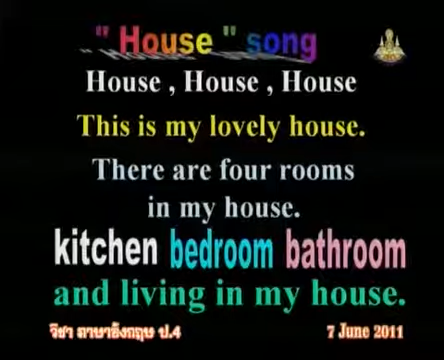 " House " song
House , House , House
This is my lovely house.
There are four rooms
in my house.
kitchen bedroom bathroom
and living in my house.
วิชา ภาษาอังกฤษ ป.4 7 June 2011